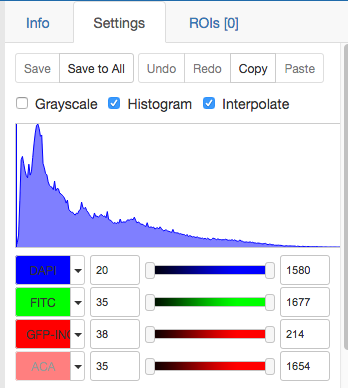 Info Settings ROIs [0]
Save Save to All Undo Redo Copy Paste
Grayscale Histogram Interpolate
DAPI 20 1580
FITC 35 1677
GFP-INC 38 214
ACA 35 1654